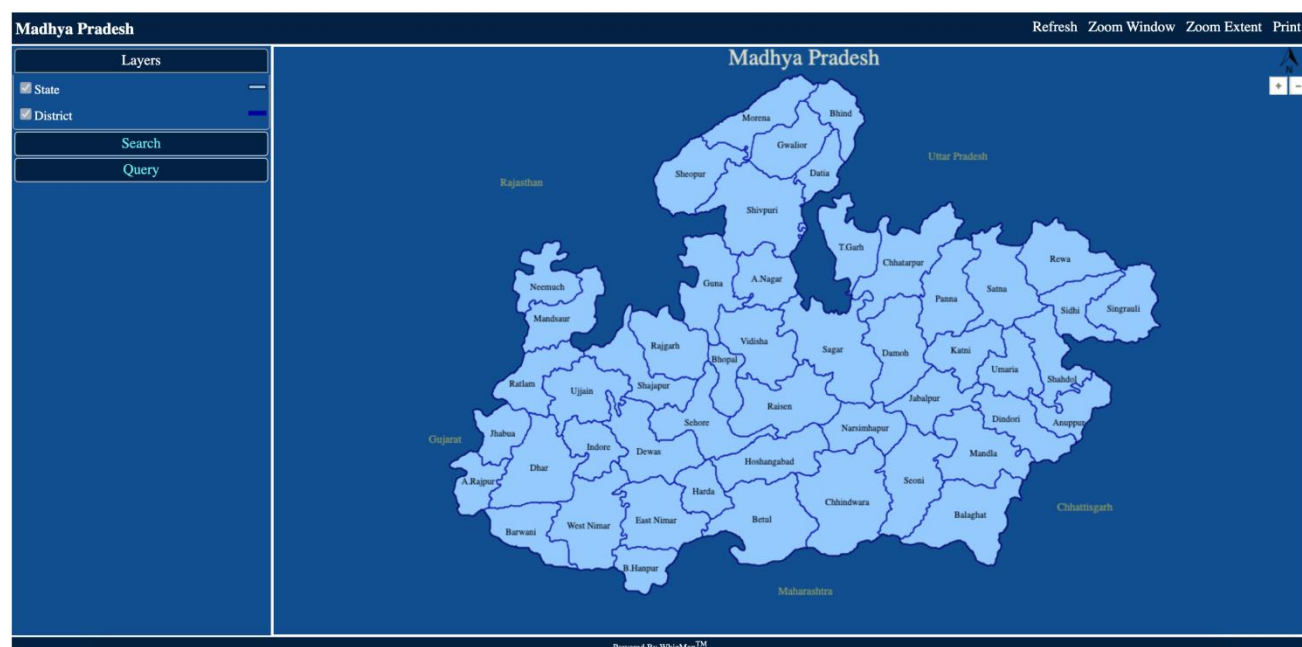 Madhya Pradesh
Refresh Zoom Window Zoom Extent Print
Layers
State
District
Search
Query
Madhya Pradesh
N
+ −
Morena
Bhind
Gwalior
Uttar Pradesh
Sheopur
Datia
Rajasthan
Shivpuri
T.Garh
Chhatarpur
Rewa
Neemuch
Guna
A.Nagar
Satna
Panna
Sidhi
Singrauli
Mandsaur
Rajgarh
Vidisha
Sagar
Damoh
Katni
Bhopal
Umaria
Shahdol
Ratlam
Ujjain
Shajapur
Jabalpur
Raisen
Dindori
Anuppur
Sehore
Narsimhapur
Jhabua
Gujarat
Indore
Dewas
Mandla
Dhar
Hoshangabad
A.Rajpur
Seoni
Harda
Chhindwara
Chhattisgarh
Balaghat
Betul
East Nimar
West Nimar
Barwani
B.Hanpur
Maharashtra
Powered By WhizMap™